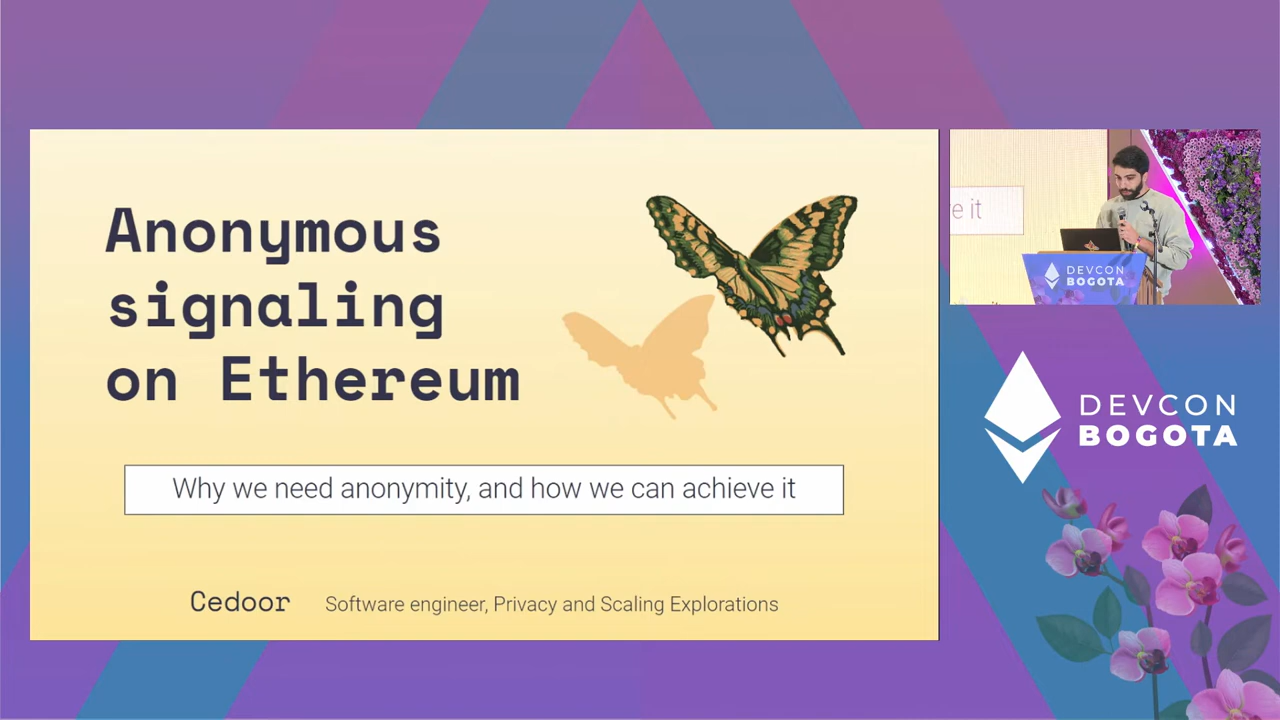 Anonymous
signaling
on Ethereum
Why we need anonymity, and how we can achieve it
Cedoor Software engineer, Privacy and Scaling Explorations
ve it
DEVCON
BOGOTA
DEVCON
BOGOTA